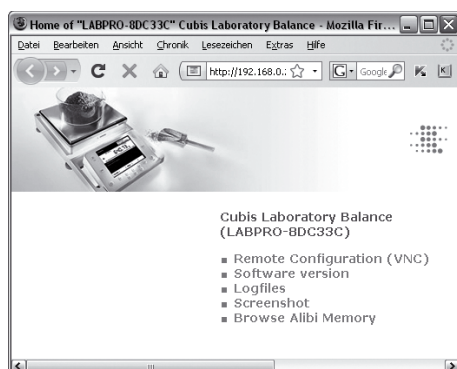 Home of "LABPRO-8DC33C" Cubis Laboratory Balance - Mozilla Fir...
Datei Bearbeiten Ansicht Chronik Lesezeichen Extras Hilfe
http://192.168.0.: G Google K
Cubis Laboratory Balance
(LABPRO-8DC33C)
Remote Configuration (VNC)
Software version
Logfiles
Screenshot
Browse Alibi Memory